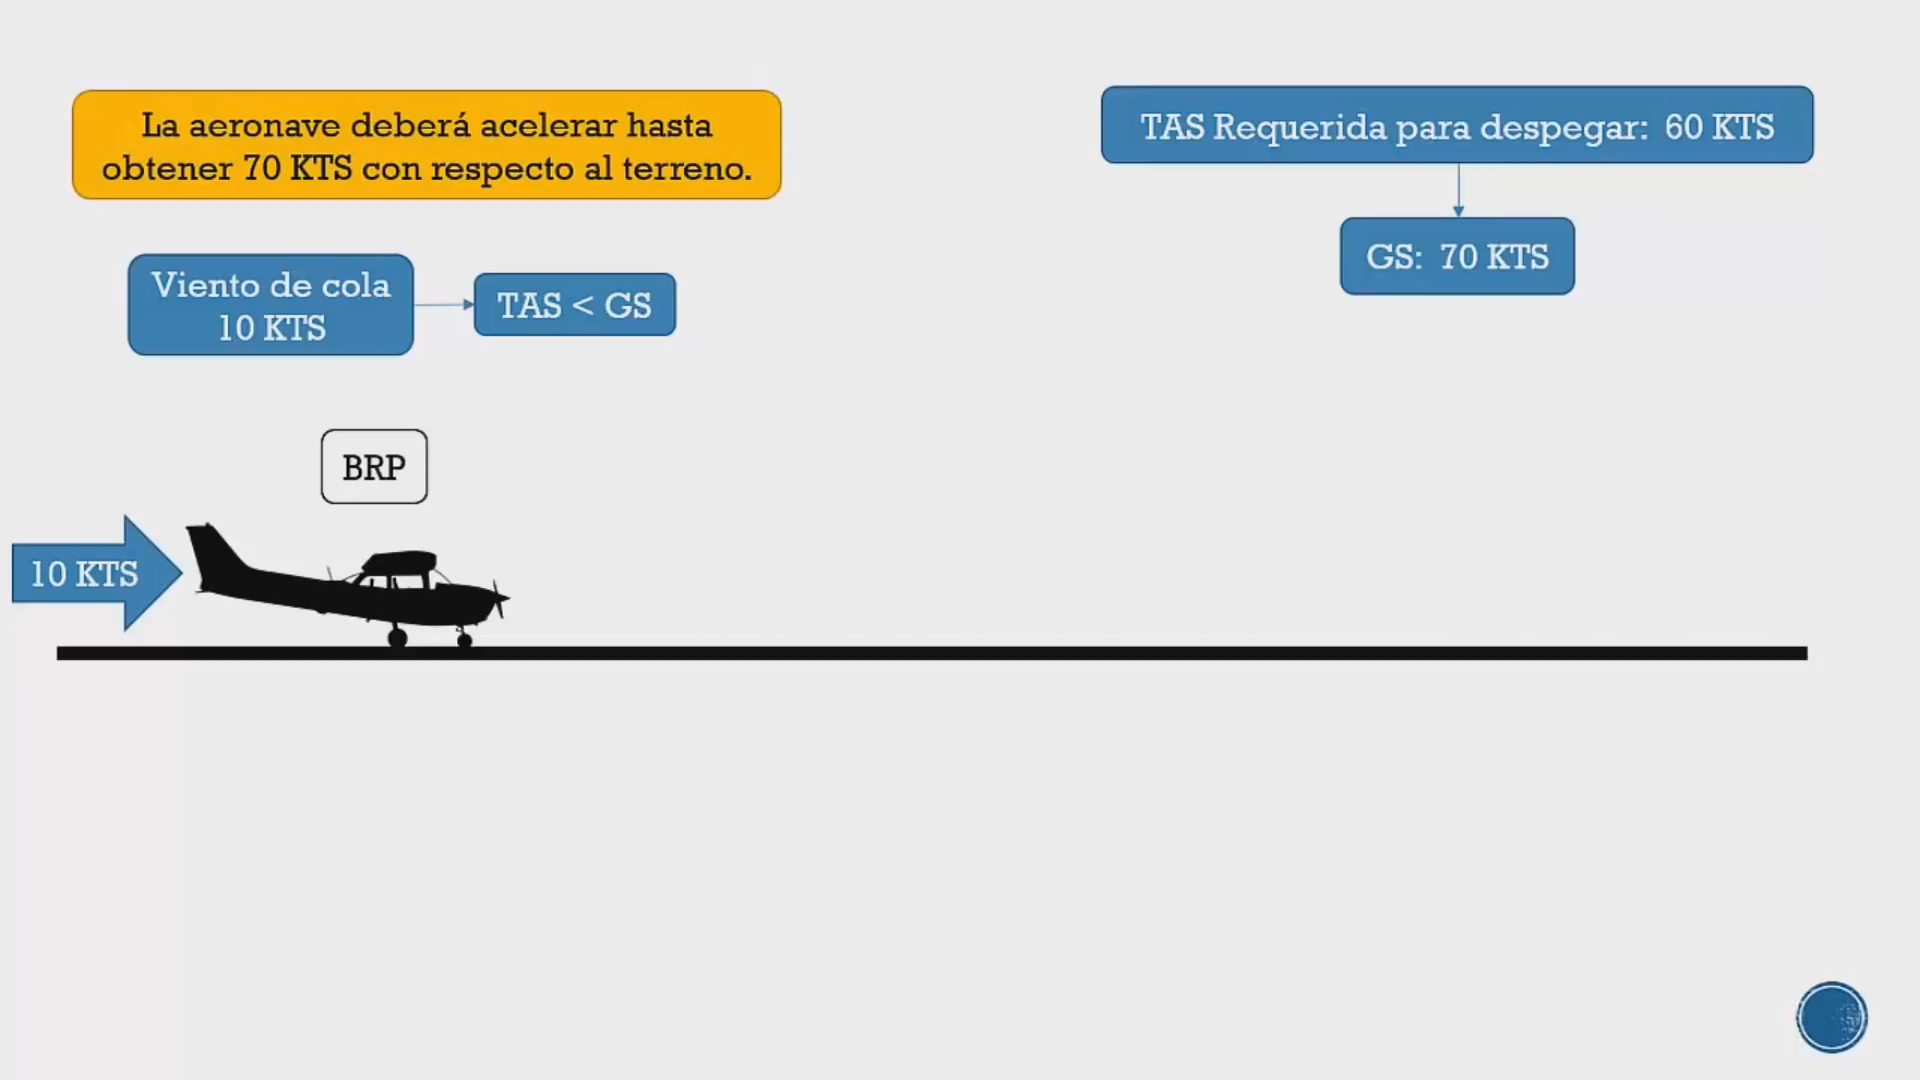 La aeronave deberá acelerar hasta
obtener 70 KTS con respecto al terreno.
TAS Requerida para despegar: 60 KTS
GS: 70 KTS
Viento de cola
10 KTS
TAS < GS
BRP
10 KTS